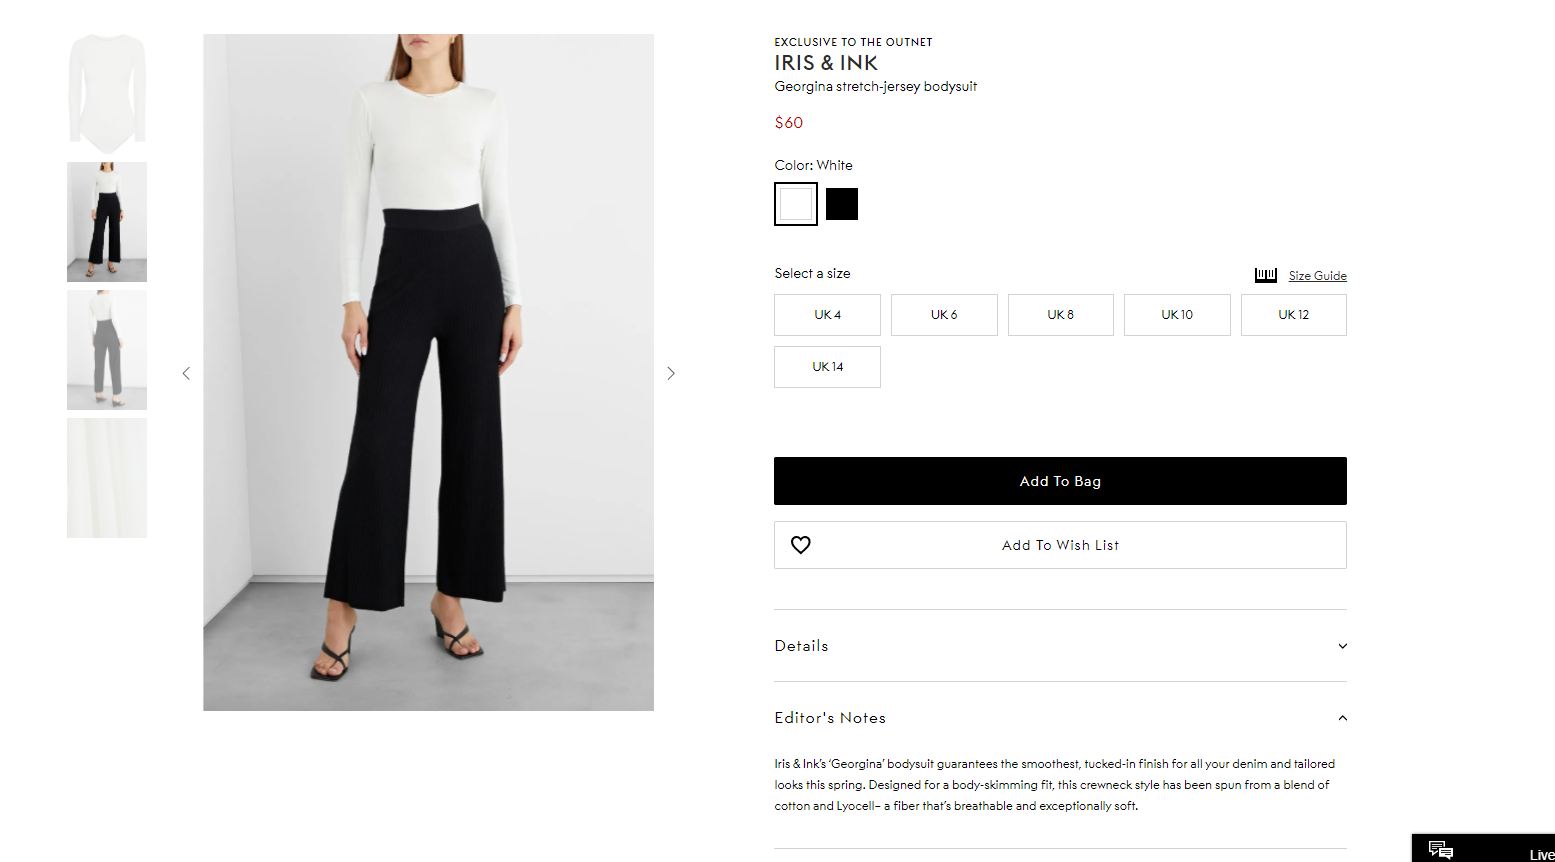 EXCLUSIVE TO THE OUTNET
IRIS & INK
Georgina stretch-jersey bodysuit
$60
Color: White
Select a size
Size Guide
UK 4
UK 6
UK 8
UK 10
UK 12
UK 14
Add To Bag
Add To Wish List
Details
Editor's Notes
Iris & Ink's 'Georgina' bodysuit guarantees the smoothest, tucked-in finish for all your denim and tailored
looks this spring. Designed for a body-skimming fit, this crewneck style has been spun from a blend of
cotton and Lyocell– a fiber that's breathable and exceptionally soft.
Live